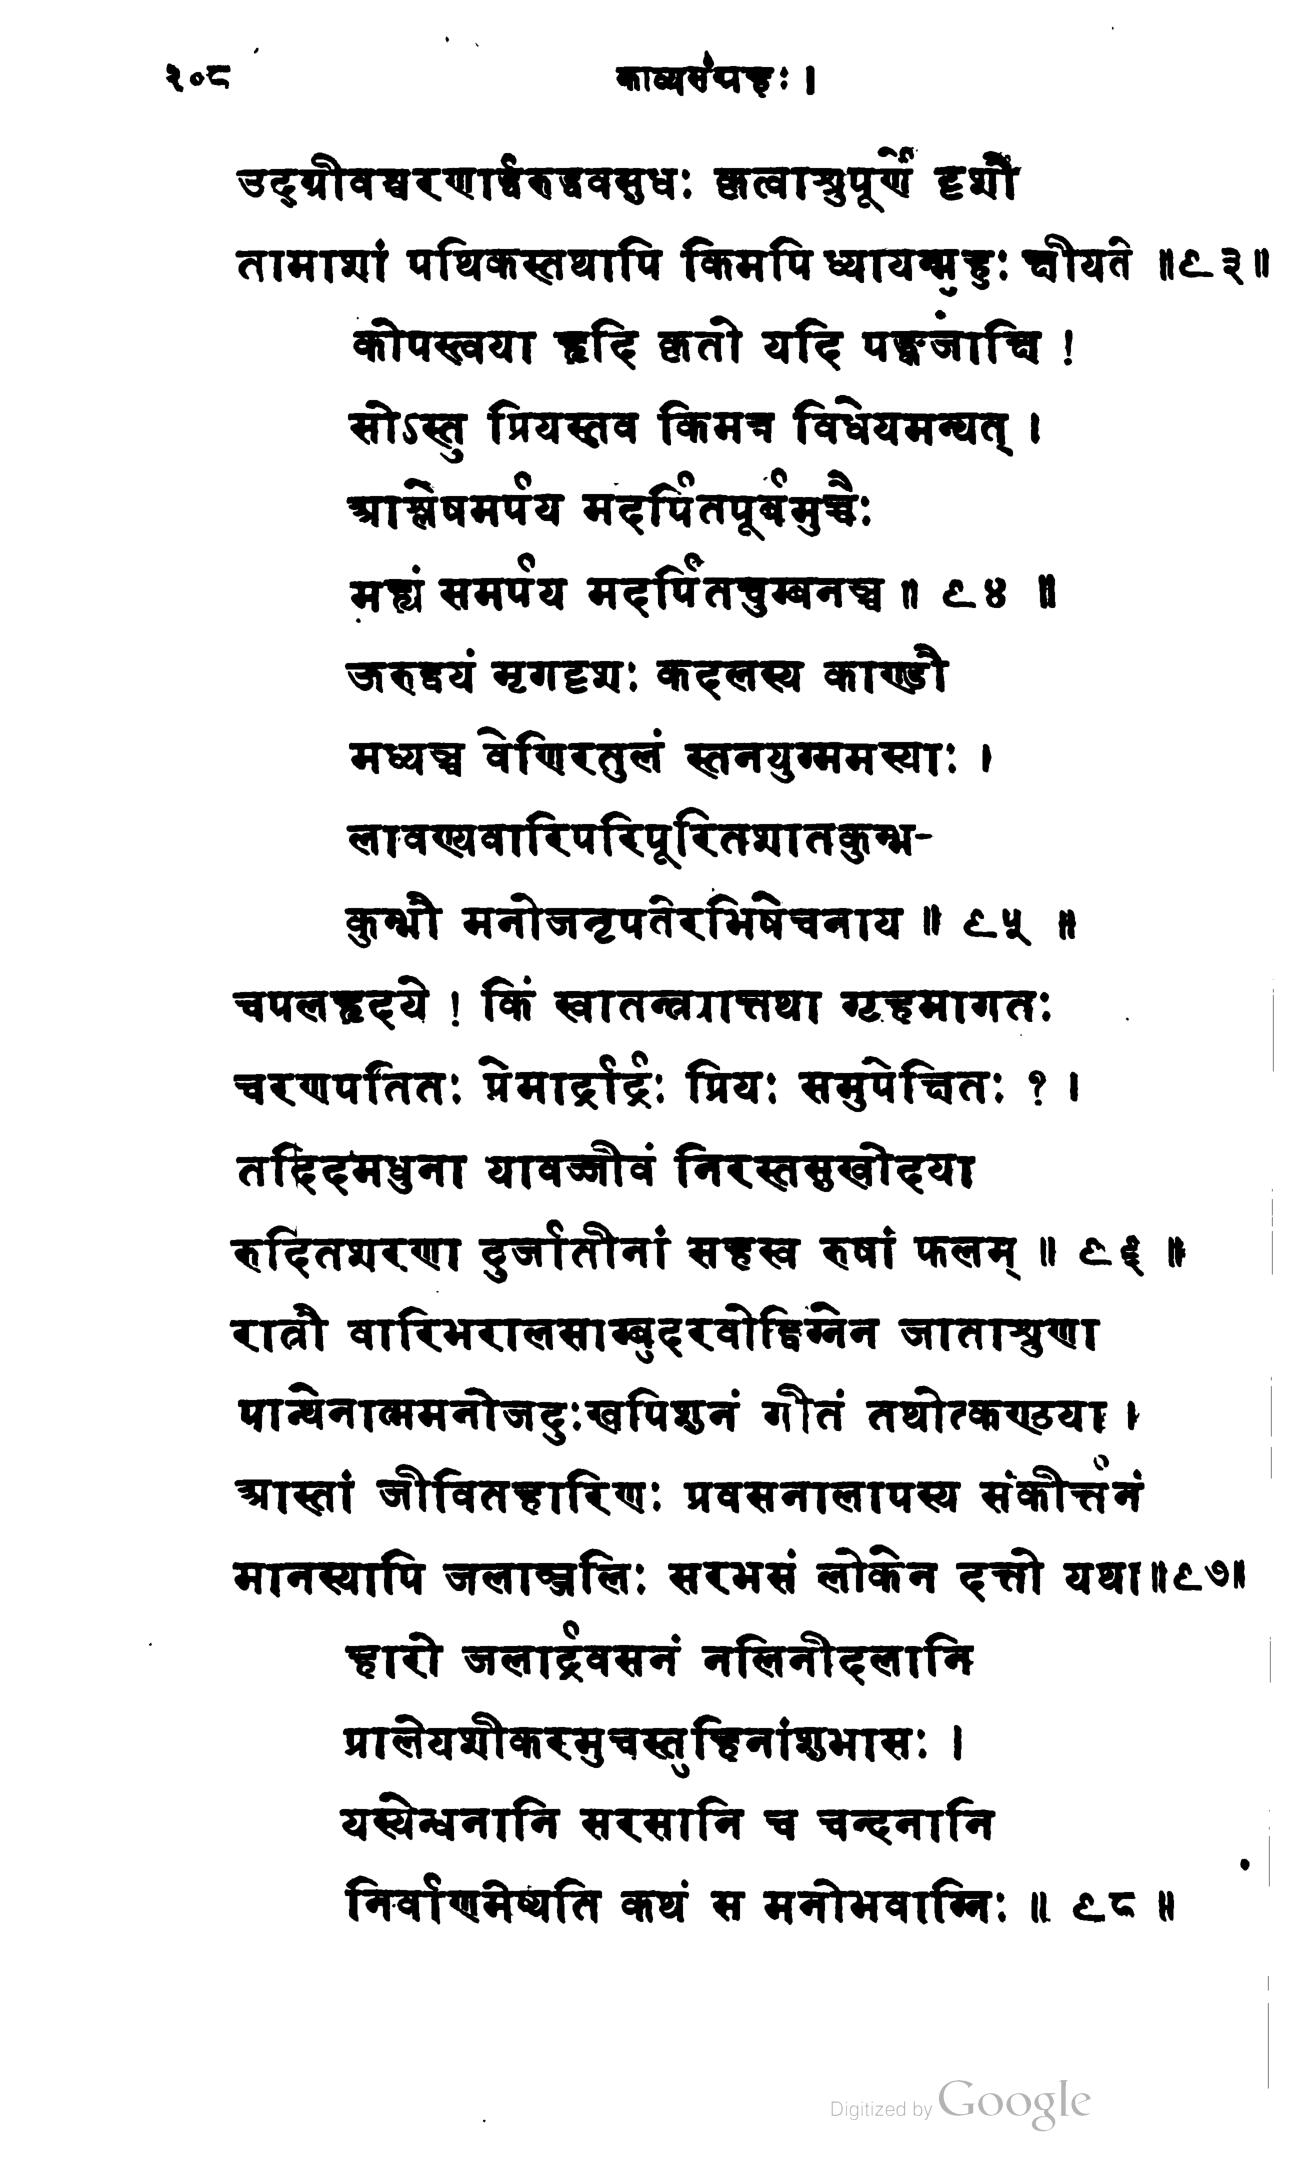 २०८ काव्यसंग्रहः ।
उद्ग्रीवश्चरणार्द्धरुद्धवसुधः कृत्वाश्रुपूर्णे दृशौ
तामाशां पथिकस्तथापि किमपि ध्यायन्मुहुः वीक्षते ॥९३॥
कोपस्त्वया हृदि कृतो यदि पङ्कजाक्षि !
सोऽस्तु प्रियस्तव किमत्र विधेयमन्यत् ।
आश्लेषमर्पय मदर्पितपूर्बमुच्चैः
मह्यं समर्पय मदर्पितचुम्बनञ्च ॥ ९४ ॥
जरुद्वयं मृगदृशः कदलस्य काण्डौ
मध्यञ्च वेणिरतुलं स्तनयुग्ममस्याः ।
लावण्यवारिपरिपूरितशातकुम्भ-
कुम्भौ मनोजनृपतेरभिषेचनाय ॥ ९५ ॥
चपलहृदये ! किं स्वातन्त्र्यात्तथा गृहमागतः
चरणपतितः प्रेमार्द्रार्द्रः प्रियः समुपेक्षितः ? ।
तदिदमधुना यावज्जीवं निरस्तसुखोदया
रुदितशरणा दुर्जातीनां सहस्व रुषां फलम् ॥ ९६ ॥
रात्रौ वारिभरालसाम्बुदरवोद्विग्नेन जाताश्रुणा
पान्थेनात्ममनोजदुःखपिशुनं गीतं तथोत्कण्ठया ।
आस्तां जीवितहारिणः प्रवसनालापस्य संकीर्त्तनं
मानस्यापि जलाञ्जलिः सरभसं लोकेन दत्तो यथा॥९७॥
हारो जलार्द्रवसनं नलिनीदलानि
प्रालेयशीकरमुचस्तुहिनांशुभासः ।
यस्येन्धनानि सरसानि च चन्दनानि
निर्वाणमेष्यति कथं स मनोभवाग्निः ॥ ९८ ॥
Digitized by Google